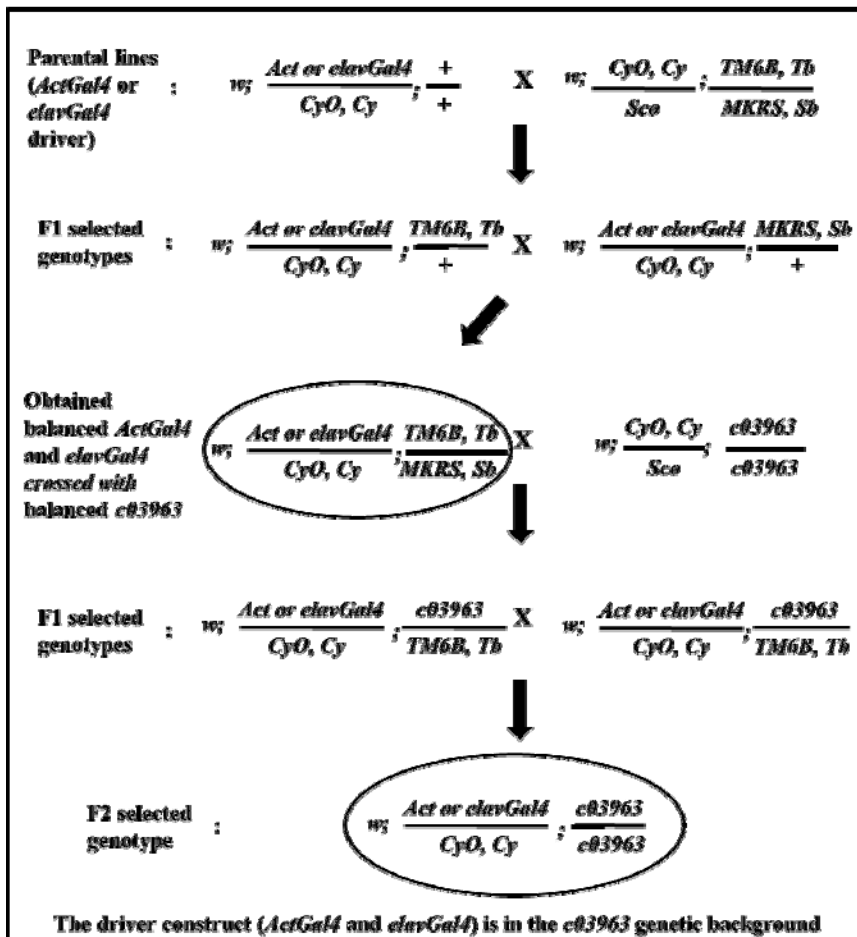 Parental lines
(ActGal4 or
elavGal4
driver)
:
w; Act or elavGal4 / CyO, Cy ; + / + X w; CyO, Cy / Sco ; TM6B, Tb / MKRS, Sb
F1 selected
genotypes
:
w; Act or elavGal4 / CyO, Cy ; TM6B, Tb / + X w; Act or elavGal4 / CyO, Cy ; MKRS, Sb / +
Obtained
balanced ActGal4
and elavGal4
crossed with
balanced c03963
w; Act or elavGal4 / CyO, Cy ; TM6B, Tb / MKRS, Sb X w; CyO, Cy / Sco ; c03963 / c03963
F1 selected
genotypes
:
w; Act or elavGal4 / CyO, Cy ; c03963 / TM6B, Tb X w; Act or elavGal4 / CyO, Cy ; c03963 / TM6B, Tb
F2 selected
genotype
:
w; Act or elavGal4 / CyO, Cy ; c03963 / c03963
The driver construct (ActGal4 and elavGal4) is in the c03963 genetic background